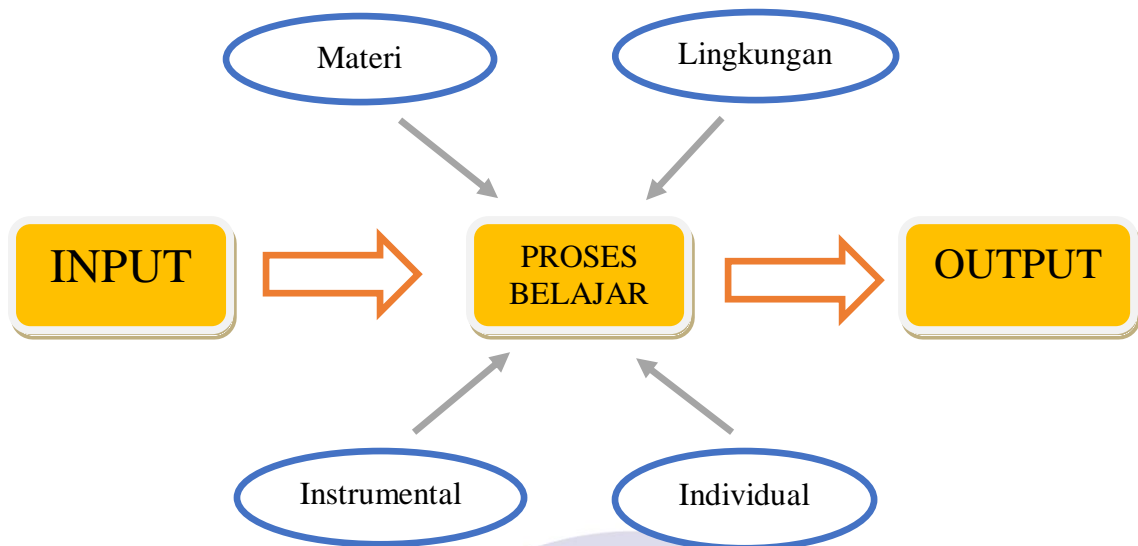 Materi
Lingkungan
INPUT
PROSES
BELAJAR
OUTPUT
Instrumental
Individual